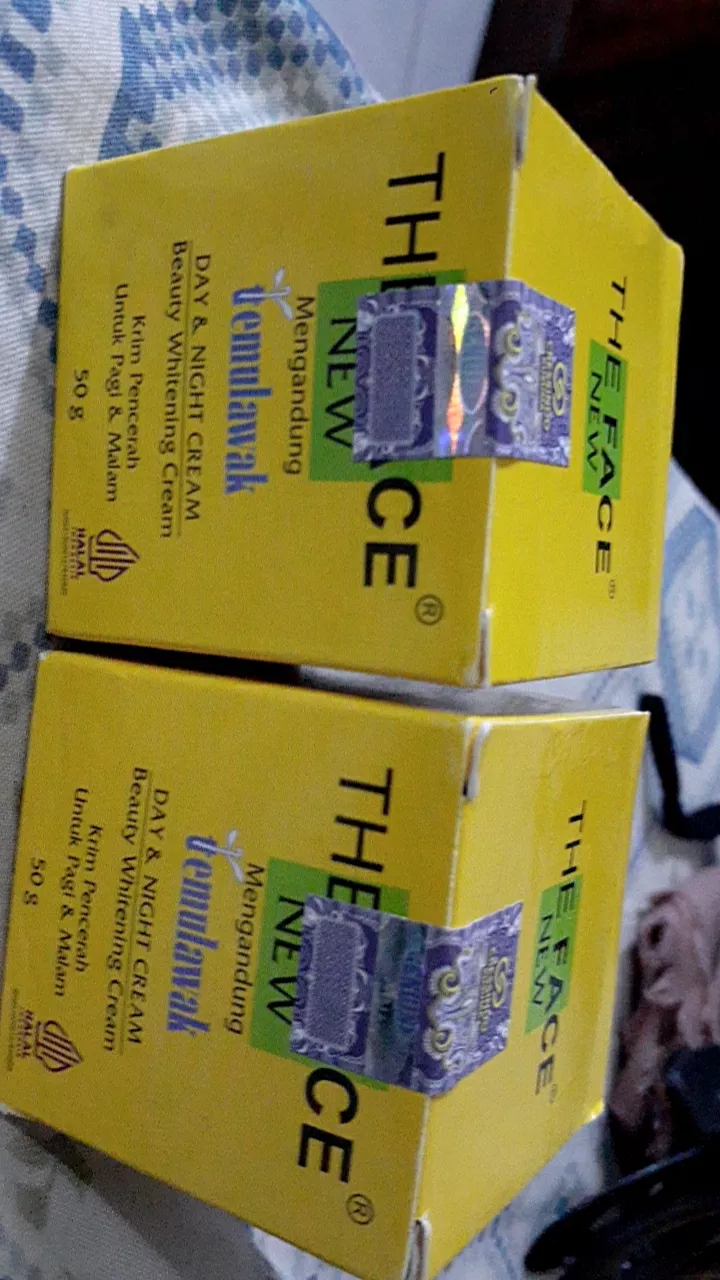 THE FACE
NEW
THE CE®
NEW
Mengandung
temulawak
DAY & NIGHT CREAM
Beauty Whitening Cream
Krim Pencerah
Untuk Pagi & Malam
50 g
HALAL
THE FACE®
NEW
THE CE®
NEW
Mengandung
temulawak
DAY & NIGHT CREAM
Beauty Whitening Cream
Krim Pencerah
Untuk Pagi & Malam
50 g
HALAL